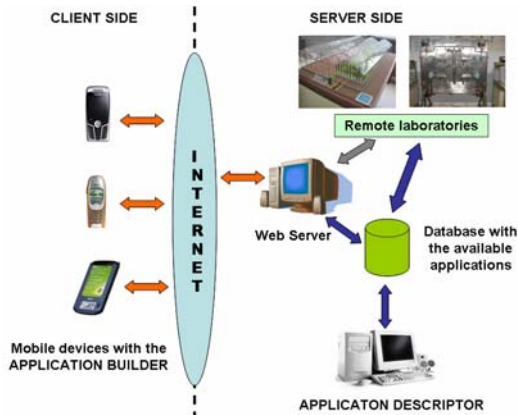 CLIENT SIDE
SERVER SIDE
INTERNET
Remote laboratories
Web Server
Database with
the available
applications
Mobile devices with the
APPLICATION BUILDER
APPLICATON DESCRIPTOR